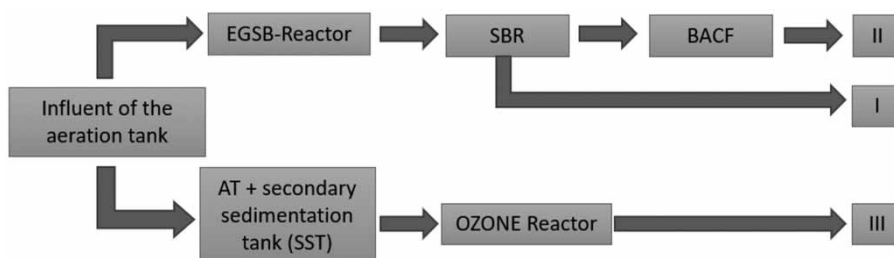 EGSB-Reactor
SBR
BACF
II
Influent of the
aeration tank
I
AT + secondary
sedimentation
tank (SST)
OZONE Reactor
III